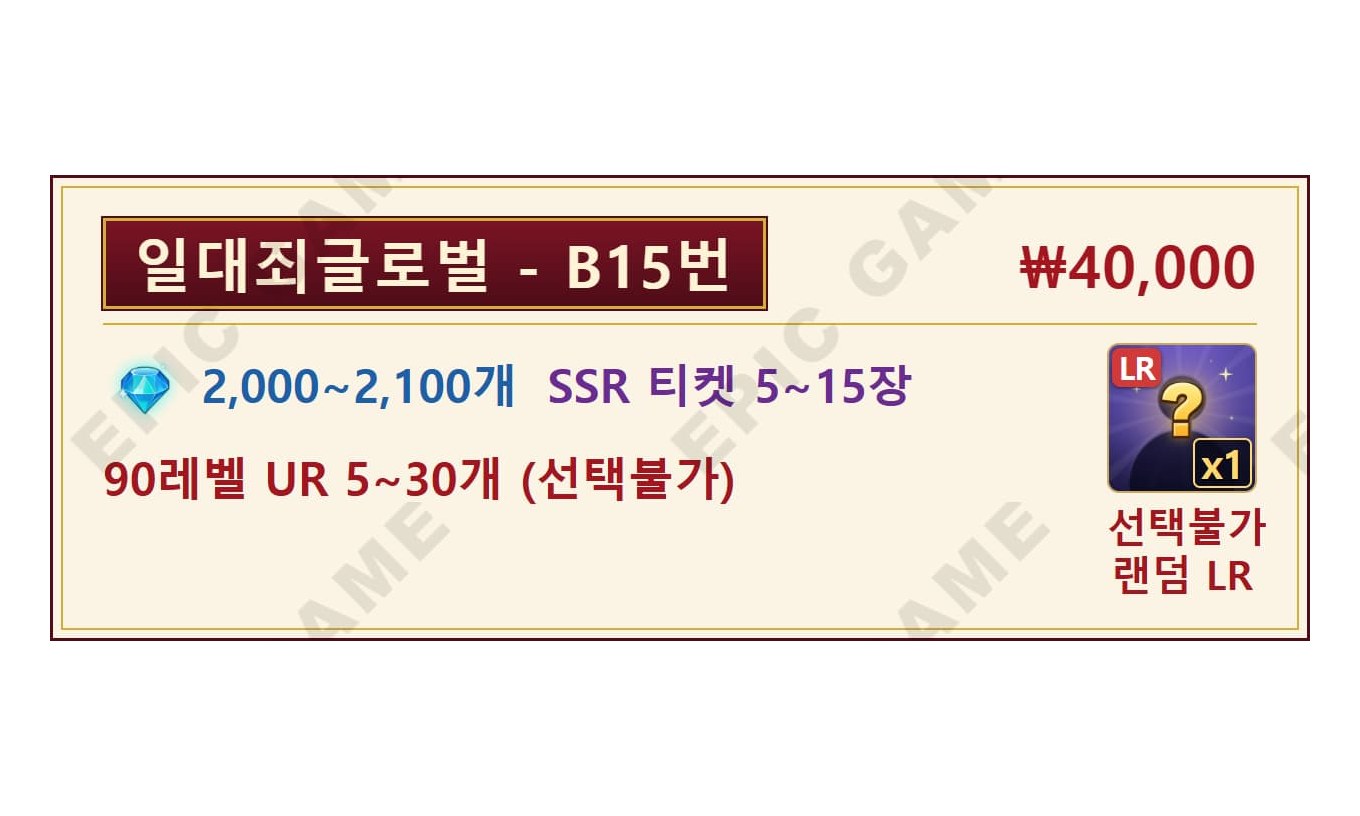 일대죄글로벌 - B15번
₩40,000
2,000~2,100개 SSR 티켓 5~15장
90레벨 UR 5~30개 (선택불가)
LR
?
x1
선택불가
랜덤 LR
EPIC GAME